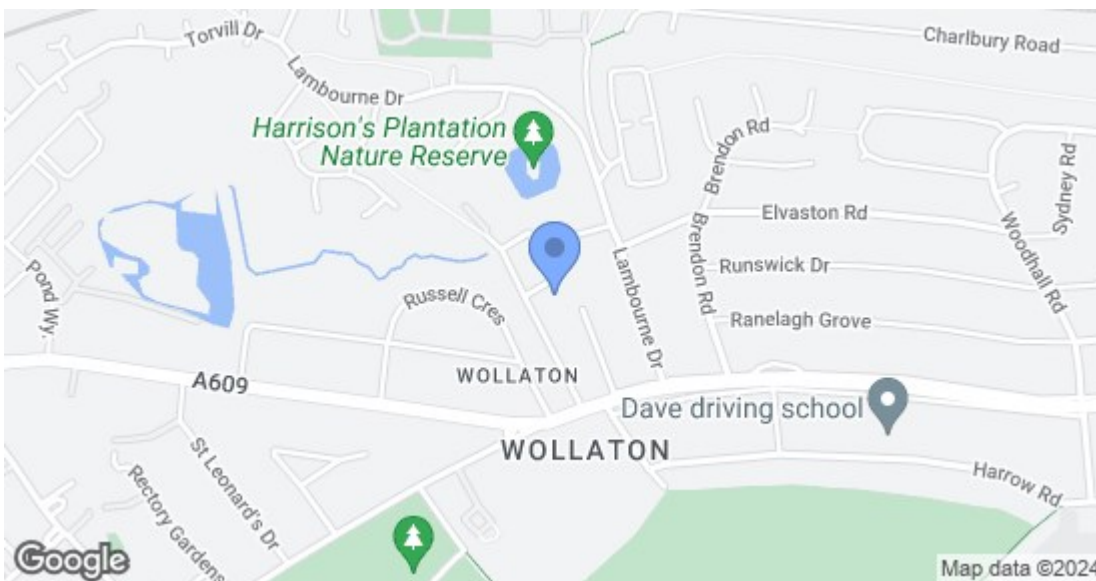 Torvill Dr
Charlbury Road
Lambourne Dr
Harrison's Plantation
Nature Reserve
Brendon Rd
Sydney Rd
Elvaston Rd
Brendon Rd
Woodhall Rd
Lambourne Dr
Runswick Dr
Pond Wy.
Russell Cres
Ranelagh Grove
WOLLATON
A609
Dave driving school
WOLLATON
St Leonard's Dr
Harrow Rd
Rectory Gardens
Google
Map data ©2024